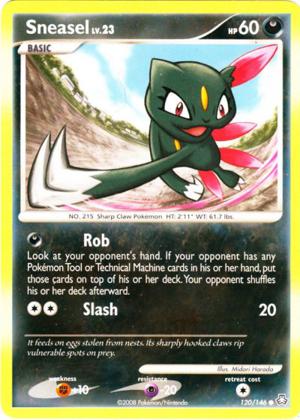 Sneasel LV.23 HP 60
BASIC
NO. 215 Sharp Claw Pokémon HT: 2'11" WT: 61.7 lbs.
Rob
Look at your opponent's hand. If your opponent has any
Pokémon Tool or Technical Machine cards in his or her hand, put
those cards on top of his or her deck. Your opponent shuffles
his or her deck afterward.
Slash 20
It feeds on eggs stolen from nests. Its sharply hooked claws rip
vulnerable spots on prey.
Illus. Midori Harada
weakness resistance retreat cost
+10 -20
©2008 Pokémon/Nintendo 120/146